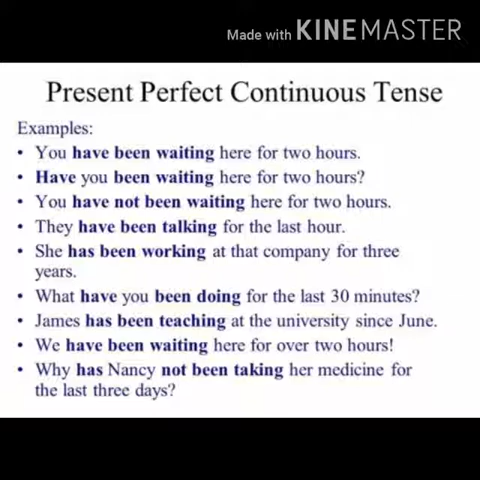 Made with KINEMASTER
Present Perfect Continuous Tense
Examples:
• You have been waiting here for two hours.
• Have you been waiting here for two hours?
• You have not been waiting here for two hours.
• They have been talking for the last hour.
• She has been working at that company for three
years.
• What have you been doing for the last 30 minutes?
• James has been teaching at the university since June.
• We have been waiting here for over two hours!
• Why has Nancy not been taking her medicine for
the last three days?